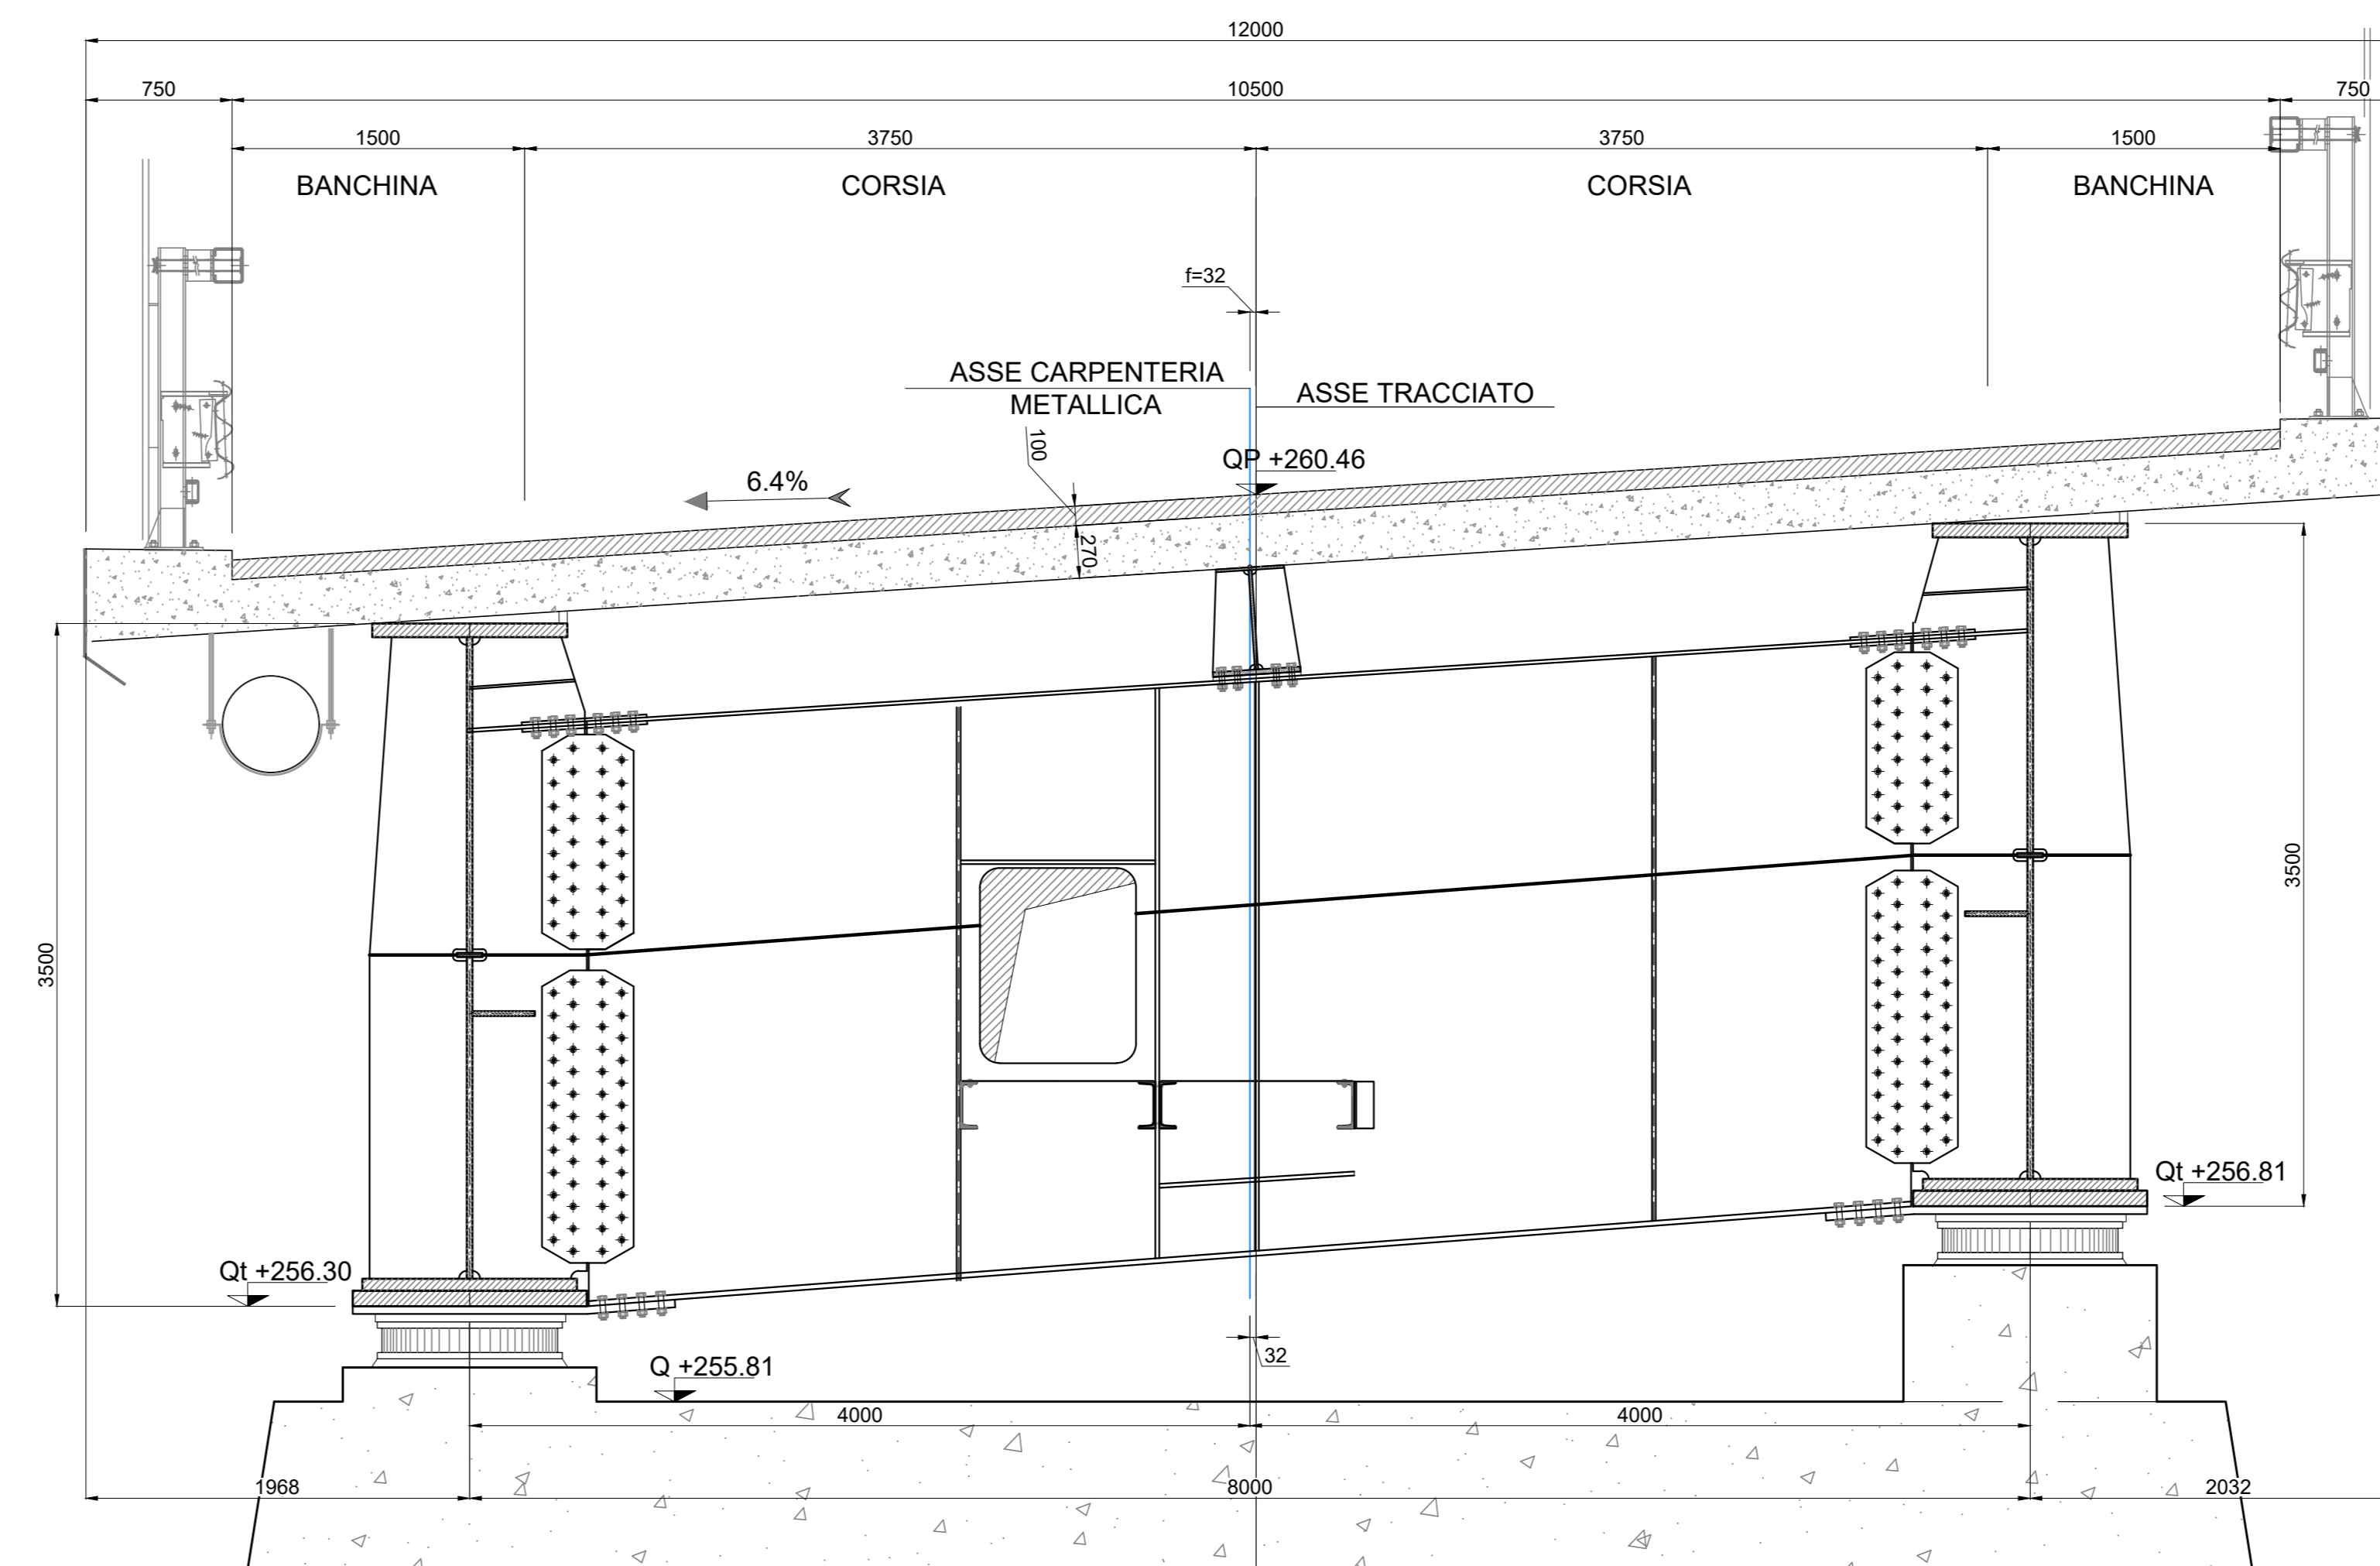 12000
750
10500
750
1500
3750
3750
1500
BANCHINA
CORSIA
CORSIA
BANCHINA
f=32
ASSE CARPENTERIA
METALLICA
ASSE TRACCIATO
100
QP +260.46
6.4%
270
3500
3500
Qt +256.81
Qt +256.30
32
Q +255.81
4000
4000
1968
8000
2032